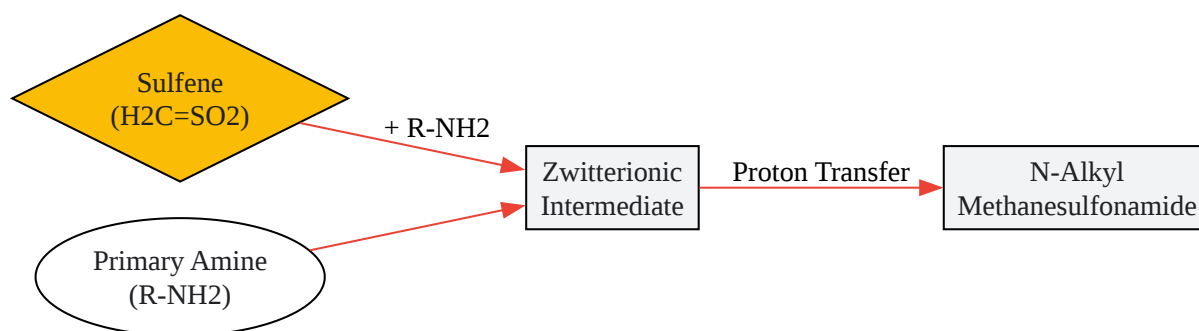 Sulfene
(H2C=SO2)
+ R-NH2
Primary Amine
(R-NH2)
Zwitterionic
Intermediate
Proton Transfer
N-Alkyl
Methanesulfonamide